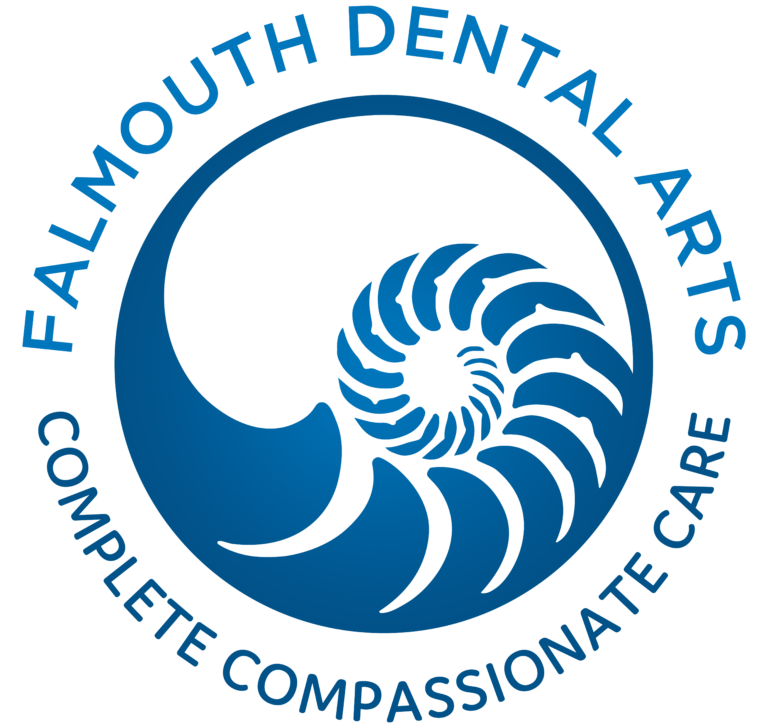 FALMOUTH DENTAL ARTS
COMPLETE COMPASSIONATE CARE